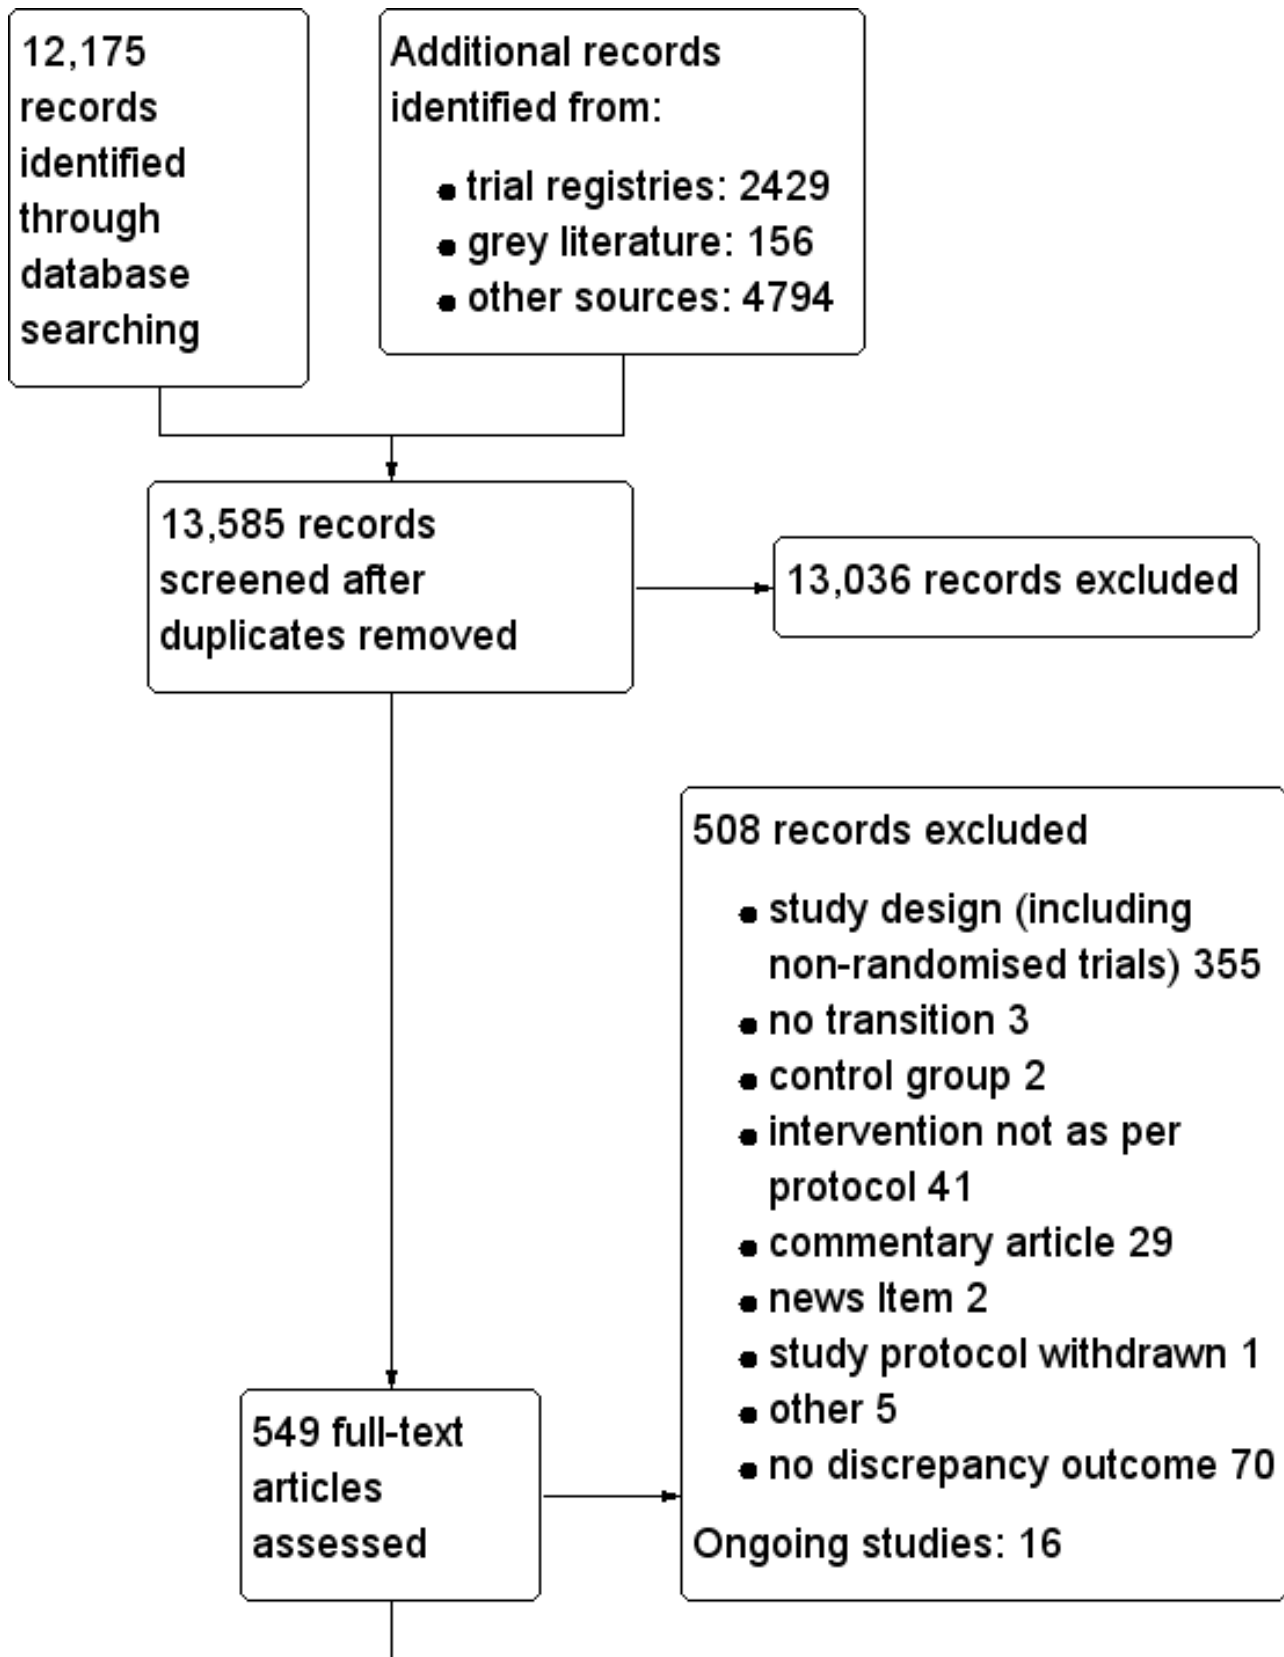 12,175
records
identified
through
database
searching
Additional records
identified from:
● trial registries: 2429
● grey literature: 156
● other sources: 4794
13,585 records
screened after
duplicates removed
13,036 records excluded
508 records excluded
● study design (including
non-randomised trials) 355
● no transition 3
● control group 2
● intervention not as per
protocol 41
● commentary article 29
● news Item 2
● study protocol withdrawn 1
● other 5
● no discrepancy outcome 70
Ongoing studies: 16
549 full-text
articles
assessed